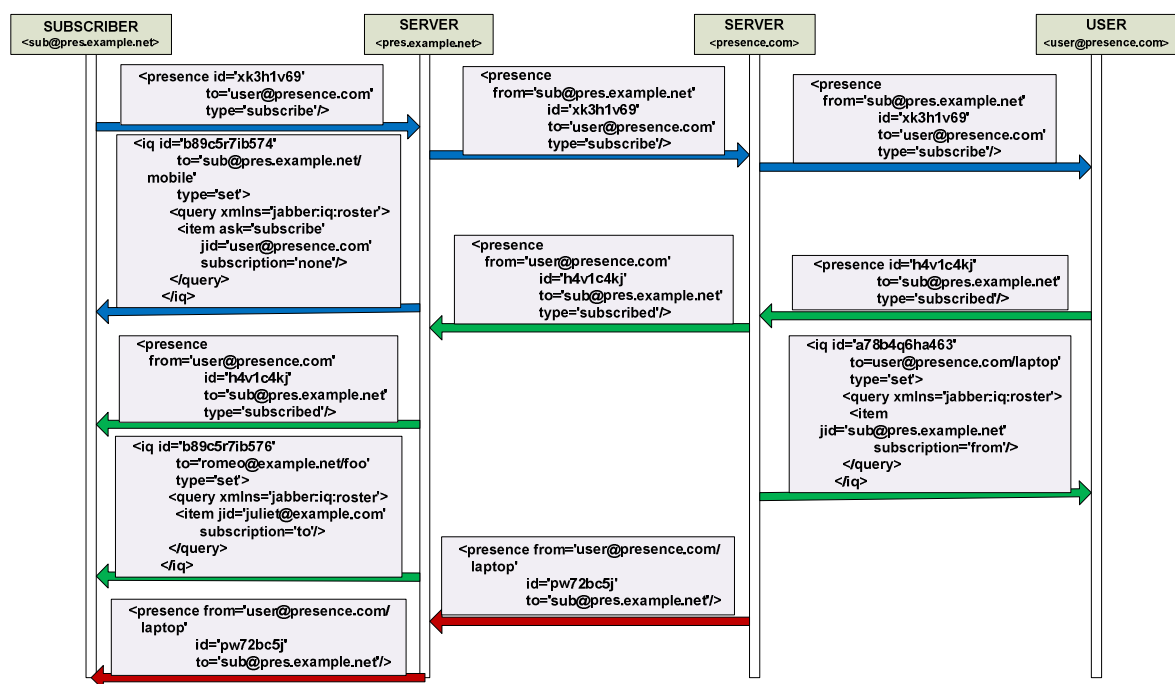 SUBSCRIBER
<sub@pres.example.net>
SERVER
<pres.example.net>
SERVER
<presence.com>
USER
<user@presence.com>
<presence id='xk3h1v69'
to='user@presence.com'
type='subscribe'/>
<presence
from='sub@pres.example.net'
id='xk3h1v69'
to='user@presence.com'
type='subscribe'/>
<presence
from='sub@pres.example.net'
id='xk3h1v69'
to='user@presence.com'
type='subscribe'/>
<iq id='b89c5r7ib574'
to='sub@pres.example.net/
mobile'
type='set'>
<query xmlns='jabber:iq:roster'>
<item ask='subscribe'
jid='user@presence.com'
subscription='none'/>
</query>
</iq>
<presence id='h4v1c4kj'
to='sub@pres.example.net
type='subscribed'/>
<presence
from='user@presence.com'
id='h4v1c4kj'
to='sub@pres.example.net'
type='subscribed'/>
<presence
from='user@presence.com'
id='h4v1c4kj'
to='sub@pres.example.net'
type='subscribed'/>
<iq id='a78b4q6ha463'
to=user@presence.com/laptop'
type='set'>
<query xmlns='jabber:iq:roster'>
<item
jid='sub@pres.example.net'
subscription='from'/>
</query>
</iq>
<iq id='b89c5r7ib576'
to='romeo@example.net/foo'
type='set'>
<query xmlns='jabber:iq:roster'>
<item jid='juliet@example.com'
subscription='to'/>
</query>
</iq>
<presence from='user@presence.com/
laptop'
id='pw72bc5j'
to='sub@pres.example.net'/>
<presence from='user@presence.com/
laptop'
id='pw72bc5j'
to='sub@pres.example.net'/>